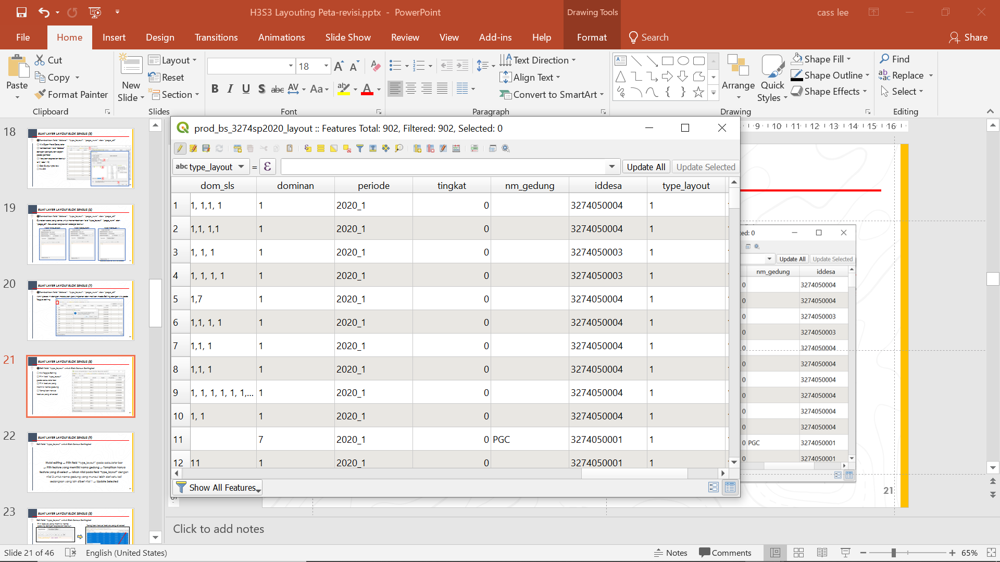 H3S3 Layouting Peta-revisi.pptx - PowerPoint
Drawing Tools
cass lee
File
Home
Insert
Design
Transitions
Animations
Slide Show
Review
View
Add-ins
Help
Format
Search
Share
Paste
Cut
Copy
Format Painter
Clipboard
New
Slide
Layout
Reset
Section
Slides
18
Font
Text Direction
Align Text
Convert to SmartArt
Paragraph
Arrange
Quick
Styles
Shape Fill
Shape Outline
Shape Effects
Drawing
Find
Replace
Select
Editing
18
BUAT LAYER LAYOUT BLOK SENSUS (5)
19
BUAT LAYER LAYOUT BLOK SENSUS (6)
20
BUAT LAYER LAYOUT BLOK SENSUS (7)
21
BUAT LAYER LAYOUT BLOK SENSUS (8)
22
BUAT LAYER LAYOUT BLOK SENSUS (9)
Edit field "type_layout" untuk Blok Sensus Bertingkat
23
prod_bs_3274sp2020_layout :: Features Total: 902, Filtered: 902, Selected: 0
abc type_layout = ε Update All Update Selected
dom_sls dominan periode tingkat nm_gedung iddesa type_layout
1 1, 1,1, 1 1 2020_1 0 3274050004 1
2 1,1, 1,1 1 2020_1 0 3274050004 1
3 1, 1, 1 1 2020_1 0 3274050003 1
4 1, 1, 1, 1 1 2020_1 0 3274050003 1
5 1,7 1 2020_1 0 3274050004 1
6 1,1, 1, 1 1 2020_1 0 3274050004 1
7 1,1, 1 1 2020_1 0 3274050004 1
8 1,1, 1 1 2020_1 0 3274050004 1
9 1, 1, 1, 1, 1, 1,... 1 2020_1 0 3274050004 1
10 1, 1 1 2020_1 0 3274050004 1
11 7 2020_1 0 PGC 3274050001 1
12 11 1 2020_1 0 3274050001 1
Show All Features
9 10 11 12 13 14 15 16
ed: 0
Update All Update Selected
nm_gedung iddesa
0 3274050004
0 3274050004
0 3274050003
0 3274050003
0 3274050004
0 3274050004
0 3274050004
0 3274050004
0 3274050004
0 3274050004
0 PGC 3274050001
0 3274050001
21
Click to add notes
Slide 21 of 46
English (United States)
Notes
Comments
65%